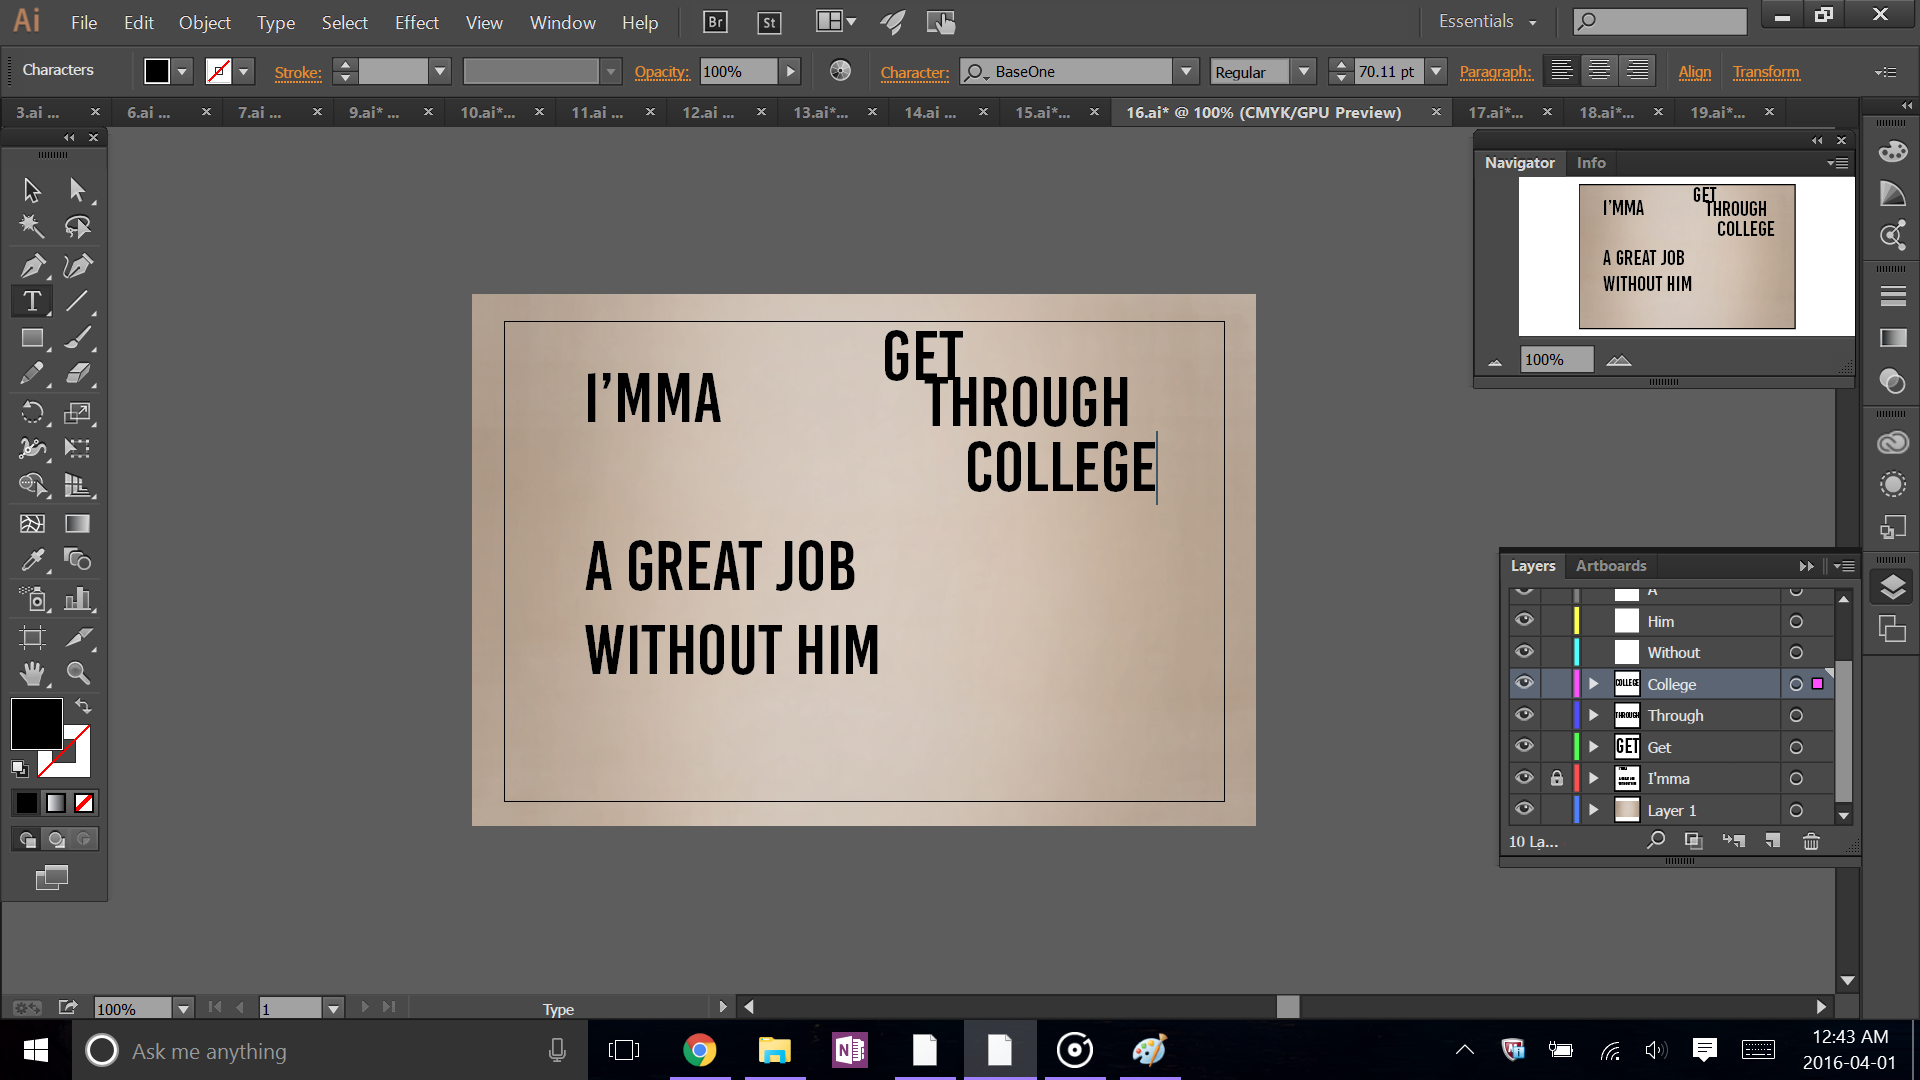 Ai File Edit Object Type Select Effect View Window Help Br St Essentials
Characters Stroke: Opacity: 100% Character: BaseOne Regular 70.11 pt Paragraph: Align Transform
3.ai ... 6.ai ... 7.ai ... 9.ai* ... 10.ai*... 11.ai ... 12.ai ... 13.ai*... 14.ai ... 15.ai*... 16.ai* @ 100% (CMYK/GPU Preview) 17.ai*... 18.ai*... 19.ai*...
Navigator Info
GET
I'MMA THROUGH
COLLEGE
A GREAT JOB
WITHOUT HIM
100%
GET
I'MMA
THROUGH
COLLEGE
A GREAT JOB
WITHOUT HIM
Layers Artboards
A
Him
Without
COLLEGE College
THROUGH Through
GET Get
I'mma
Layer 1
10 La...
100% 1 Type
Ask me anything
12:43 AM
2016-04-01